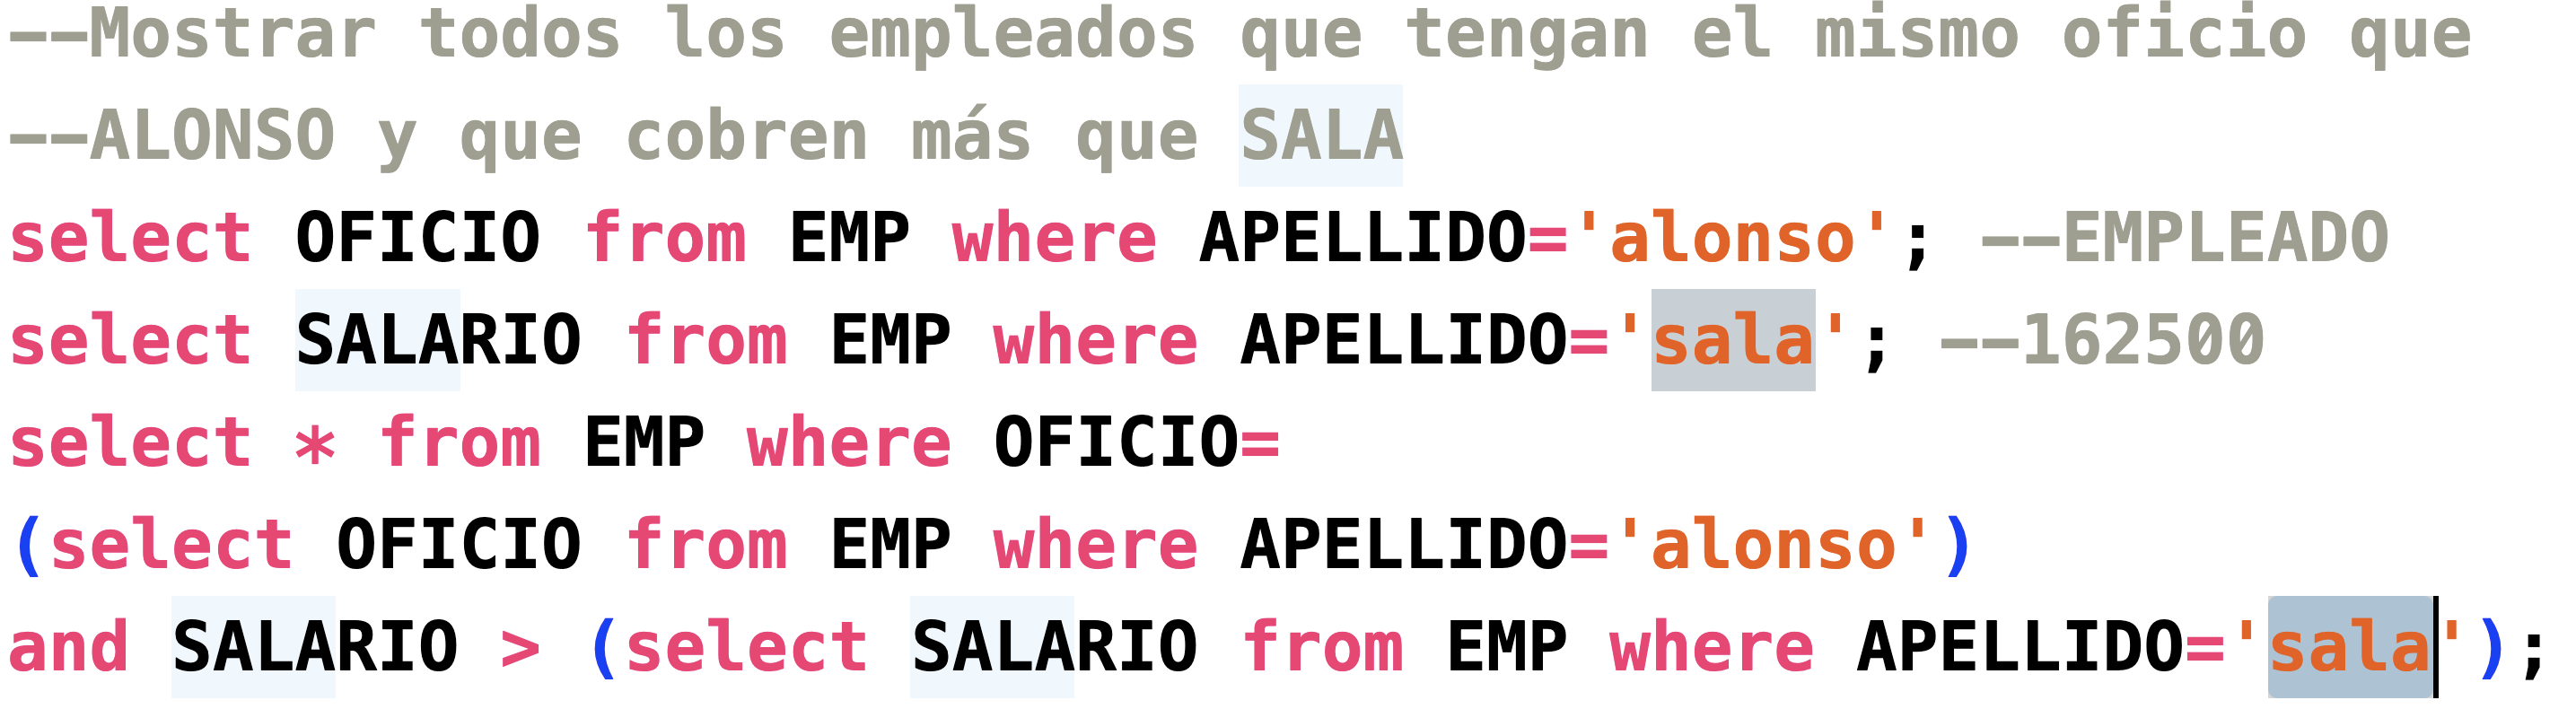 --Mostrar todos los empleados que tengan el mismo oficio que
--ALONSO y que cobren más que SALA
select OFICIO from EMP where APELLIDO='alonso'; --EMPLEADO
select SALARIO from EMP where APELLIDO='sala'; --162500
select * from EMP where OFICIO=
(select OFICIO from EMP where APELLIDO='alonso')
and SALARIO > (select SALARIO from EMP where APELLIDO='sala');